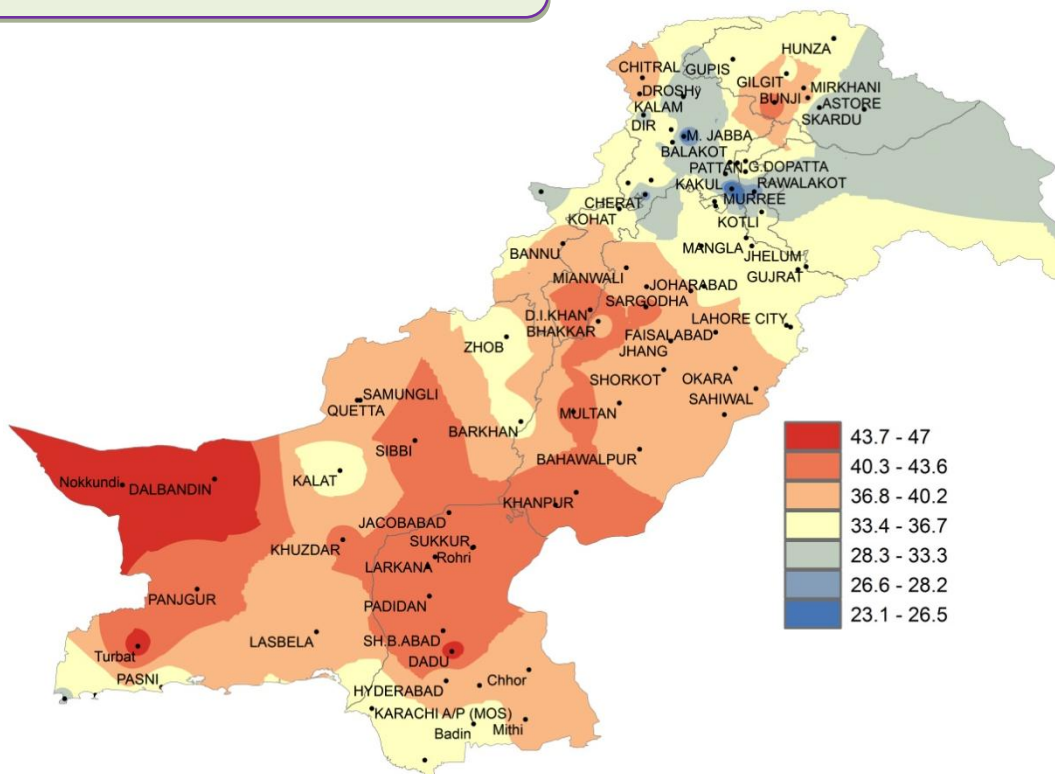 HUNZA
CHITRAL GUPIS
GILGIT
DROSHÿ
BUNJI MIRKHANI
KALAM
ASTORE
SKARDU
DIR
M. JABBA
BALAKOT
PATTAN G.DOPATTA
KAKUL RAWALAKOT
CHERAT MURREE
KOHAT
KOTLI
BANNU
MANGLA
JHELUM
MIANWALI
GUJRAT
JOHARABAD
SARGODHA
D.I.KHAN
LAHORE CITY
BHAKKAR
FAISALABAD
ZHOB
JHANG
SHORKOT
OKARA
SAMUNGLI
SAHIWAL
QUETTA
MULTAN
BARKHAN
SIBBI
BAHAWALPUR
Nokkundi
DALBANDIN
KALAT
KHANPUR
JACOBABAD
SUKKUR
KHUZDAR
Rohri
LARKANA
PANJGUR
PADIDAN
LASBELA
SH.B.ABAD
Turbat
DADU
PASNI
HYDERABAD
Chhor
KARACHI A/P (MOS)
Badin
Mithi
43.7 - 47
40.3 - 43.6
36.8 - 40.2
33.4 - 36.7
28.3 - 33.3
26.6 - 28.2
23.1 - 26.5